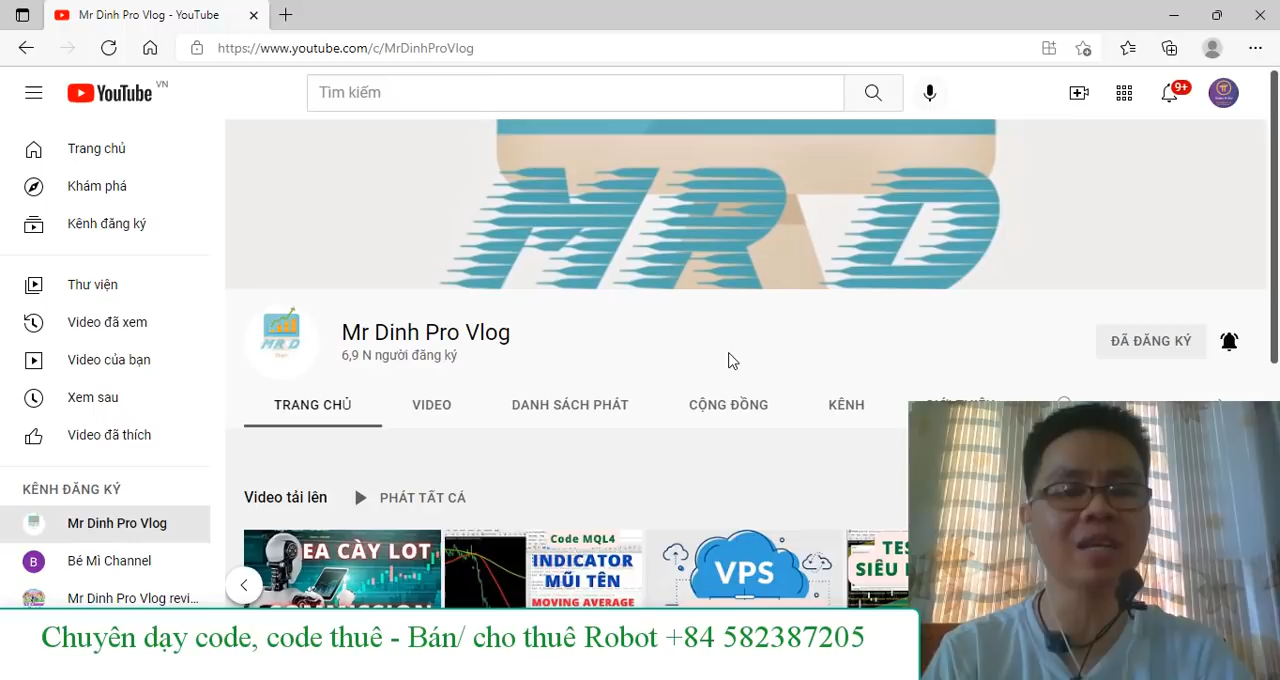 Mr Dinh Pro Vlog - YouTube
https://www.youtube.com/c/MrDinhProVlog
YouTube VN
Tìm kiếm
9+
Trang chủ
Khám phá
Kênh đăng ký
Thư viện
Video đã xem
Video của bạn
Xem sau
Video đã thích
KÊNH ĐĂNG KÝ
Mr Dinh Pro Vlog
B
Bé Mì Channel
Mr Dinh Pro Vlog revi...
MR D
MR D
Mr Dinh Pro Vlog
6,9 N người đăng ký
ĐÃ ĐĂNG KÝ
TRANG CHỦ
VIDEO
DANH SÁCH PHÁT
CỘNG ĐỒNG
KÊNH
Video tải lên
PHÁT TẤT CẢ
EA CÀY LOT
Code MQL4
INDICATOR
MŨI TÊN
MOVING AVERAGE
VPS
SIÊU
Chuyên dạy code, code thuê - Bán/ cho thuê Robot +84 582387205